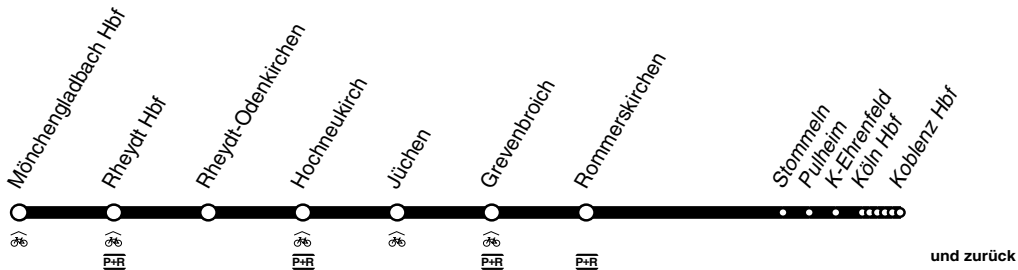 Mönchengladbach Hbf
Rheydt Hbf
Rheydt-Odenkirchen
Hochneukirch
Jüchen
Grevenbroich
Rommerskirchen
Stommeln
Pulheim
K-Ehrenfeld
Köln Hbf
Koblenz Hbf
P+R
P+R
P+R
P+R
und zurück